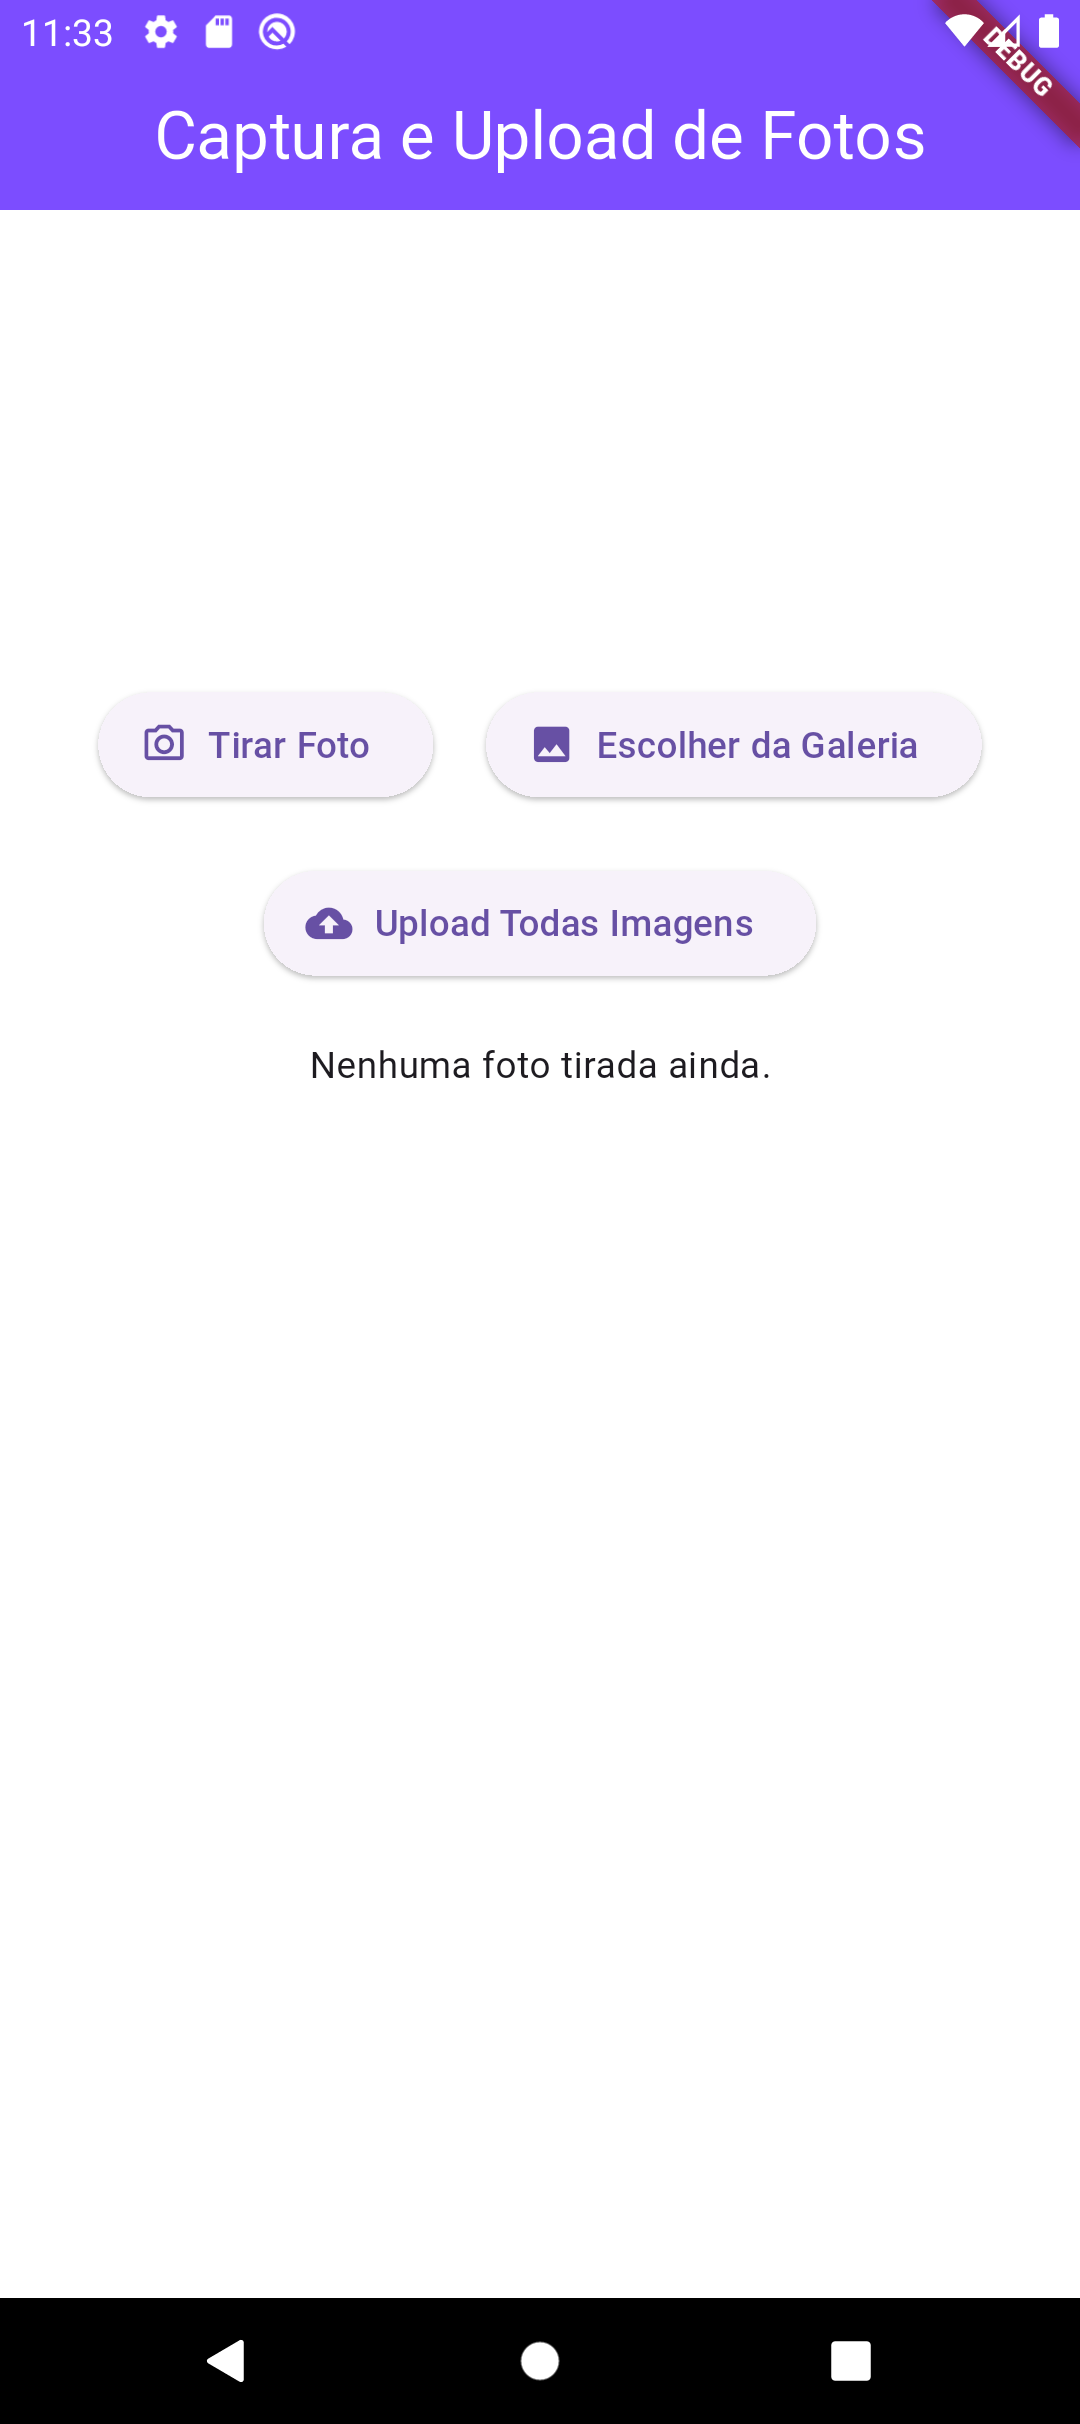 11:33
DEBUG
Captura e Upload de Fotos
Tirar Foto
Escolher da Galeria
Upload Todas Imagens
Nenhuma foto tirada ainda.